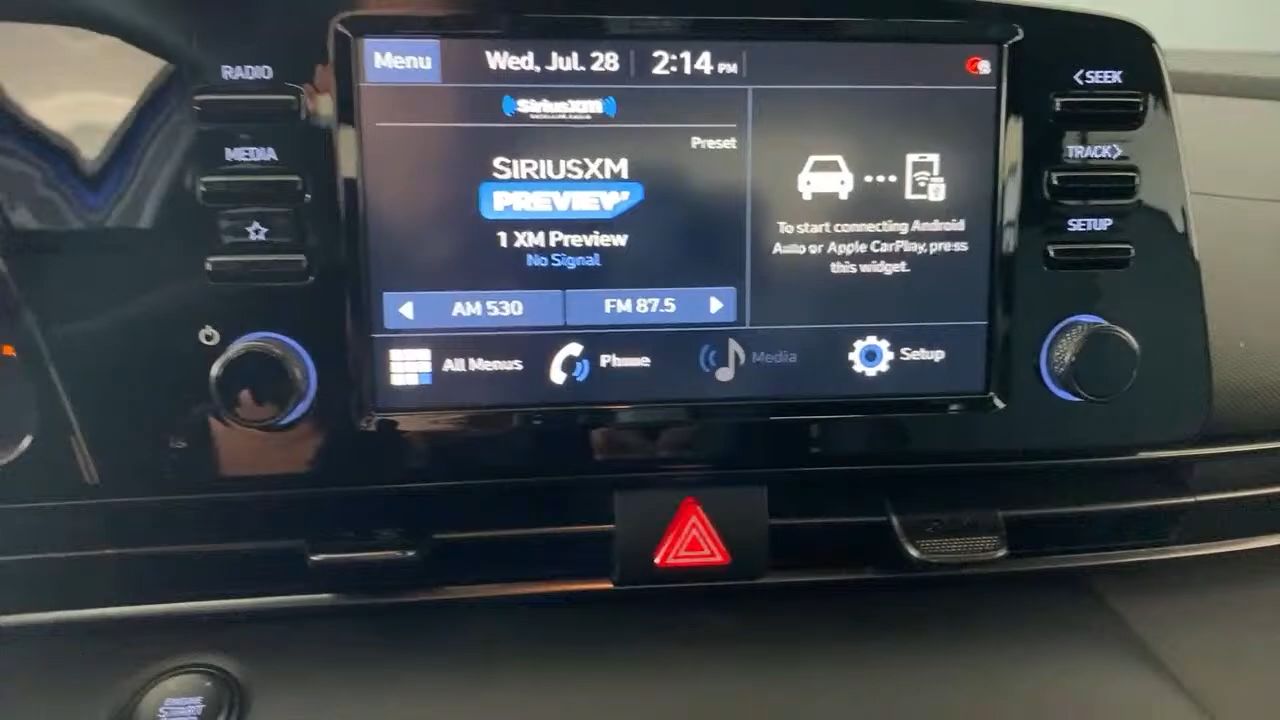 RADIO
MEDIA
Menu
Wed, Jul. 28
2:14 PM
SiriusXM
Preset
SIRIUSXM
PREVIEW
1 XM Preview
No Signal
AM 530
FM 87.5
To start connecting Android
Auto or Apple CarPlay, press
this widget.
All Menus
Phone
Media
Setup
<SEEK
TRACK>
SETUP
ENGINE
START